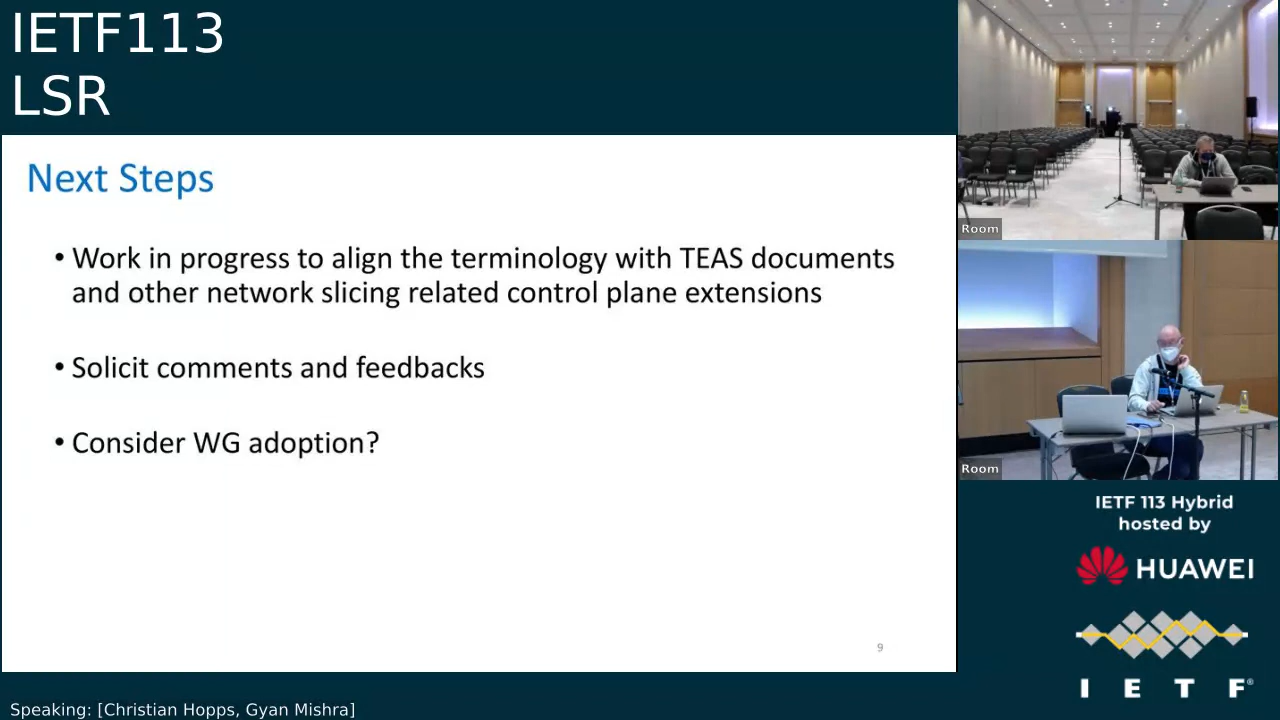 IETF113
LSR
Next Steps
• Work in progress to align the terminology with TEAS documents
and other network slicing related control plane extensions
• Solicit comments and feedbacks
• Consider WG adoption?
9
Room
Room
IETF 113 Hybrid
hosted by
HUAWEI
I E T F®
Speaking: [Christian Hopps, Gyan Mishra]